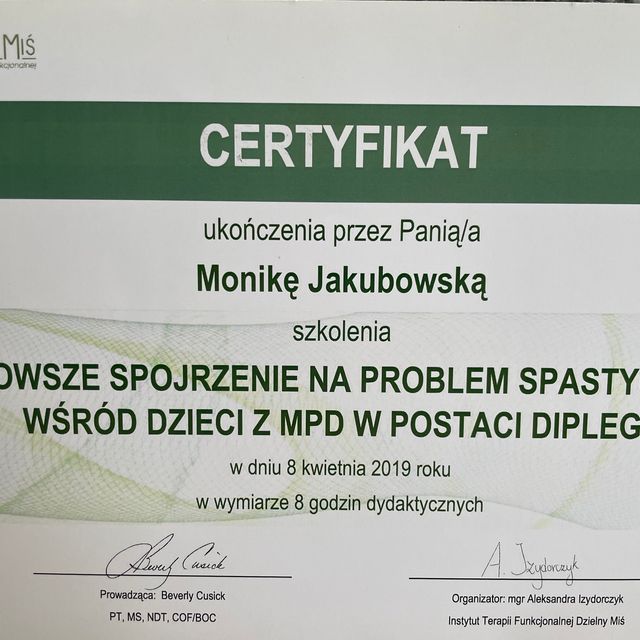 Miś
kcjonalnej
CERTYFIKAT
ukończenia przez Panią/a
Monikę Jakubowską
szkolenia
OWSZE SPOJRZENIE NA PROBLEM SPASTY
WŚRÓD DZIECI Z MPD W POSTACI DIPLEG
w dniu 8 kwietnia 2019 roku
w wymiarze 8 godzin dydaktycznych
Beverly Cusick
A. Izydorczyk
Prowadząca: Beverly Cusick
Organizator: mgr Aleksandra Izydorczyk
PT, MS, NDT, COF/BOC
Instytut Terapii Funkcjonalnej Dzielny Miś